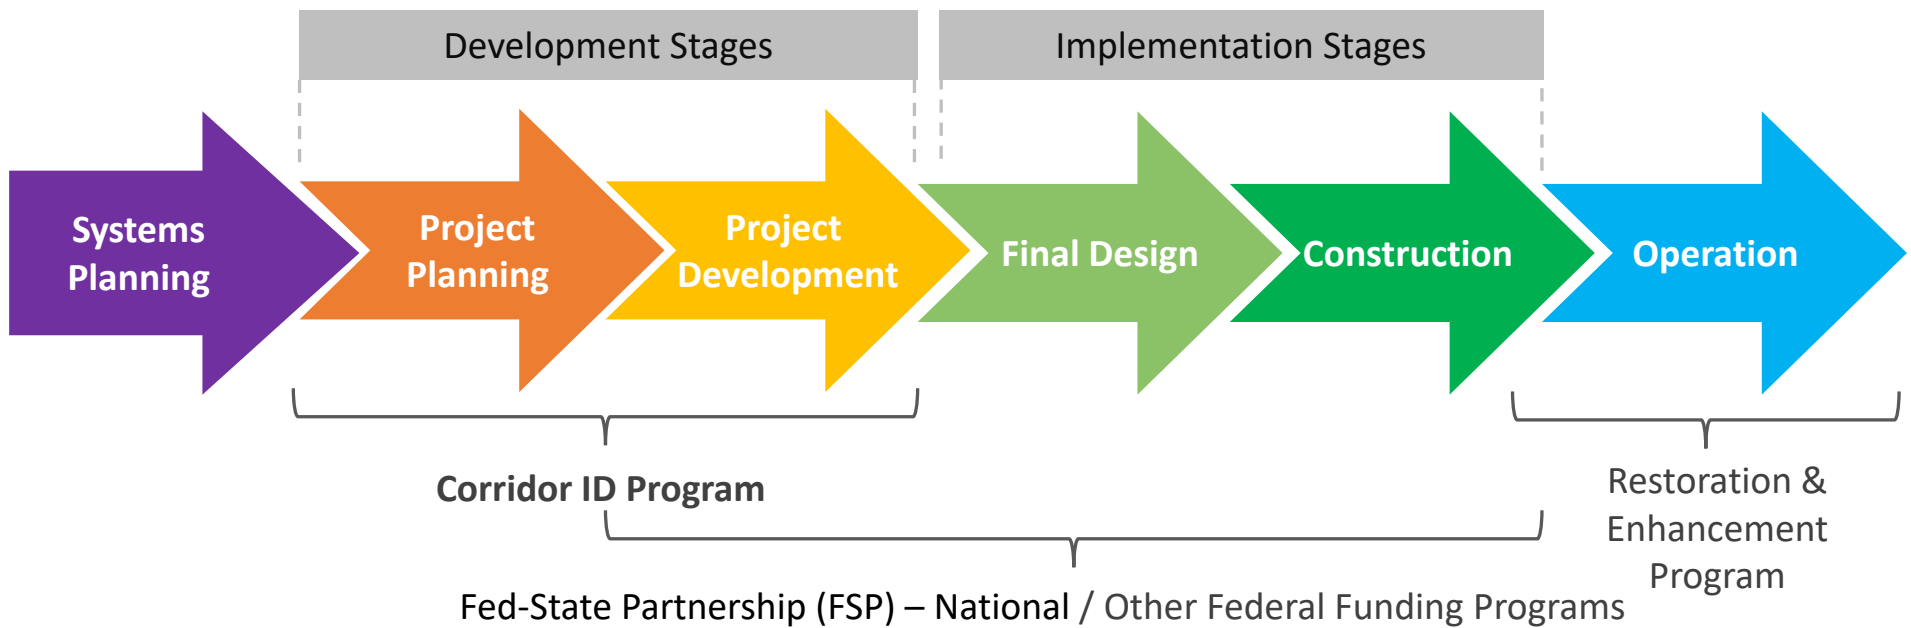 Development Stages
Implementation Stages
Systems
Planning
Project
Planning
Project
Development
Final Design
Construction
Operation
Corridor ID Program
Restoration &
Enhancement
Program
Fed-State Partnership (FSP) – National / Other Federal Funding Programs